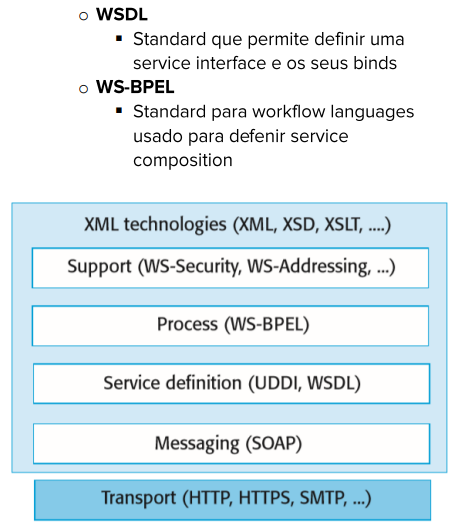 ○ WSDL
▪ Standard que permite definir uma
service interface e os seus binds
○ WS-BPEL
▪ Standard para workflow languages
usado para defenir service
composition
XML technologies (XML, XSD, XSLT, ....)
Support (WS-Security, WS-Addressing, ...)
Process (WS-BPEL)
Service definition (UDDI, WSDL)
Messaging (SOAP)
Transport (HTTP, HTTPS, SMTP, ...)